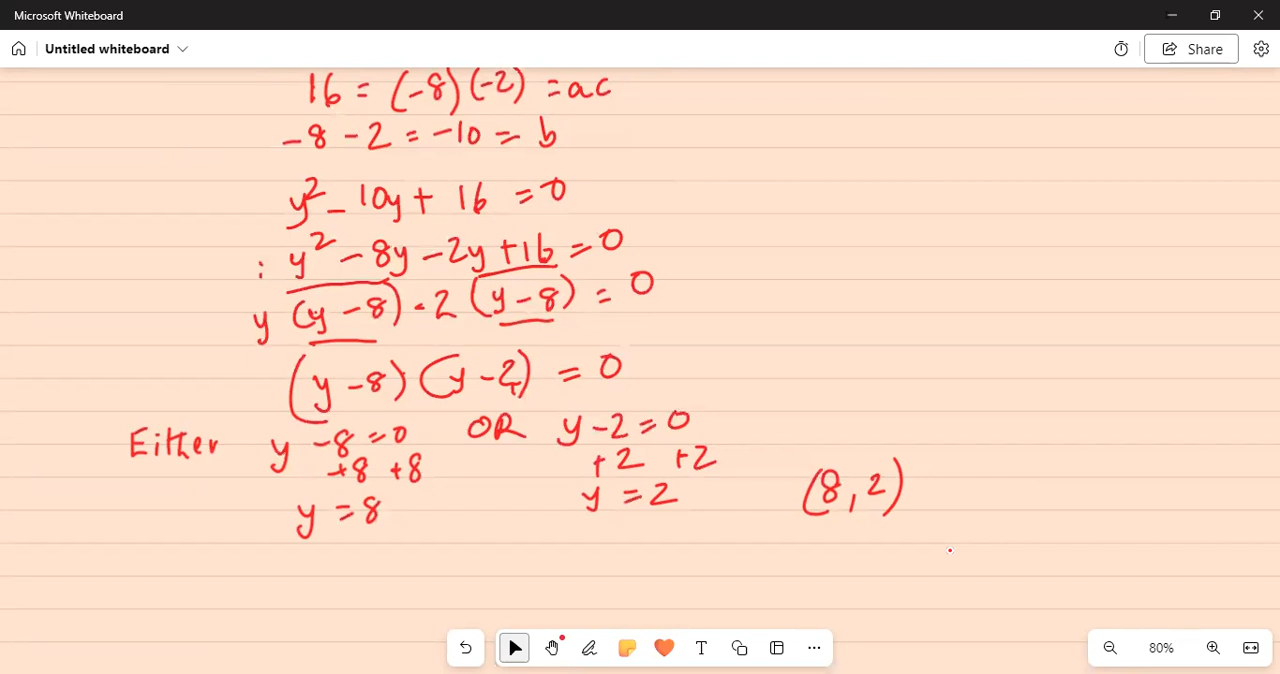 Microsoft Whiteboard
Untitled whiteboard
Share
16 = (-8)(-2) = ac
-8 - 2 = -10 = b
y² - 10y + 16 = 0
: y² - 8y - 2y + 16 = 0
y (y - 8) - 2 (y - 8) = 0
(y - 8) (y - 2) = 0
Either y - 8 = 0 OR y - 2 = 0
+8 +8 +2 +2
y = 8 y = 2 (8, 2)
80%